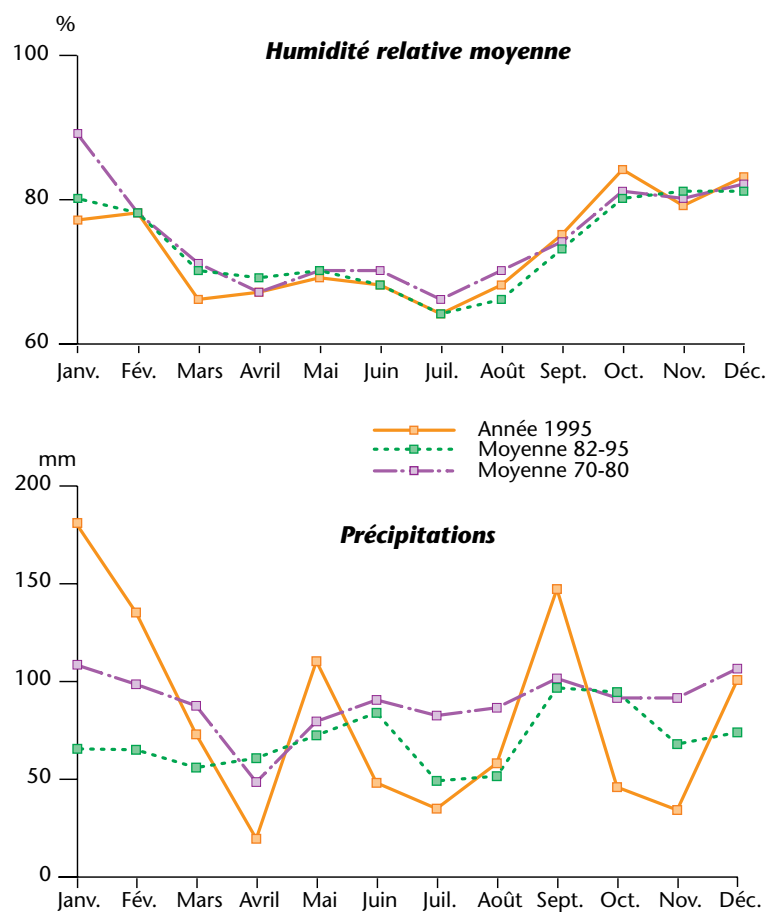 %
Humidité relative moyenne
100
80
60
Janv. Fév. Mars Avril Mai Juin Juil. Août Sept. Oct. Nov. Déc.
Année 1995
Moyenne 82-95
Moyenne 70-80
mm
200
Précipitations
150
100
50
0
Janv. Fév. Mars Avril Mai Juin Juil. Août Sept. Oct. Nov. Déc.